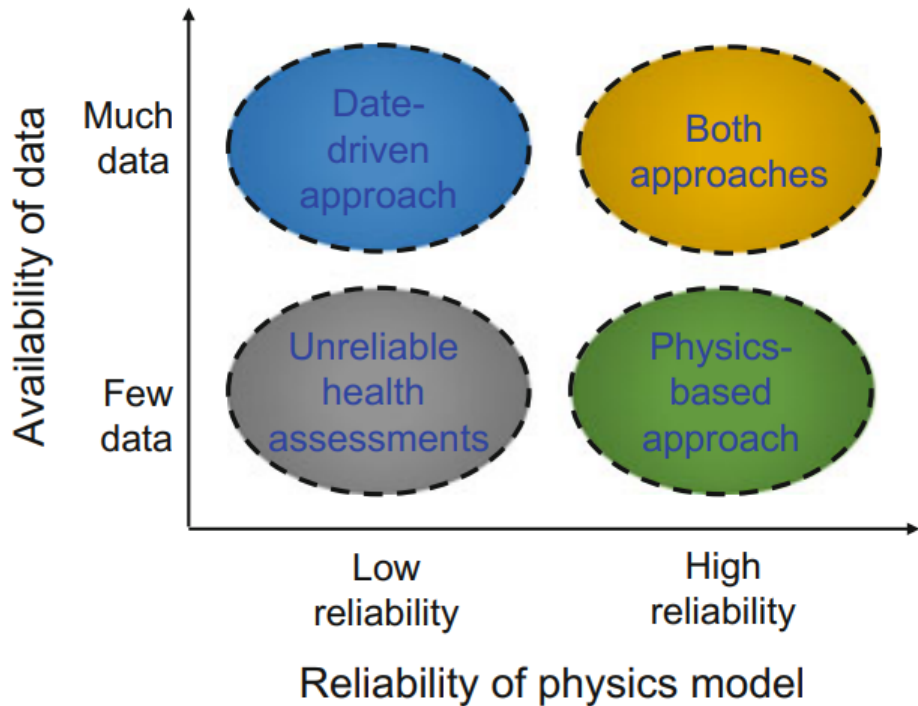 Availability of data
Much
data
Few
data
Date-
driven
approach
Both
approaches
Unreliable
health
assessments
Physics-
based
approach
Low
reliability
High
reliability
Reliability of physics model